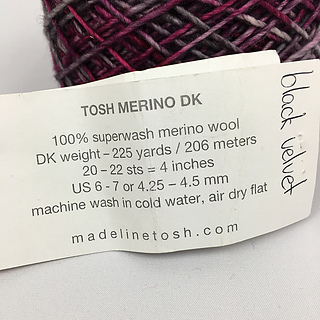 TOSH MERINO DK
100% superwash merino wool
DK weight – 225 yards / 206 meters
20 – 22 sts = 4 inches
US 6 - 7 or 4.25 – 4.5 mm
machine wash in cold water, air dry flat
madelinetosh.com
black velvet